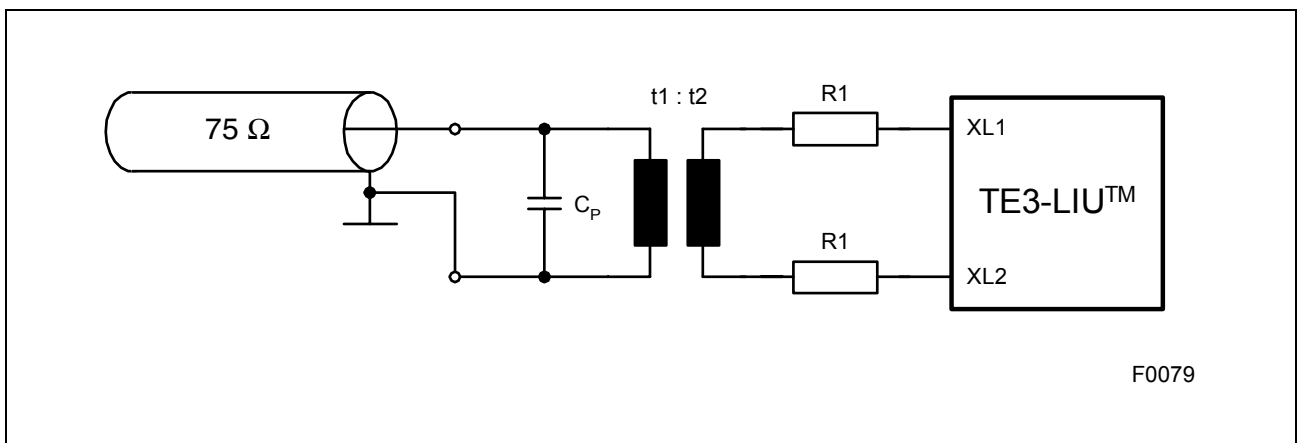 t1 : t2
R1
75 Ω
XL1
TE3-LIU™
C_P
R1
XL2
F0079